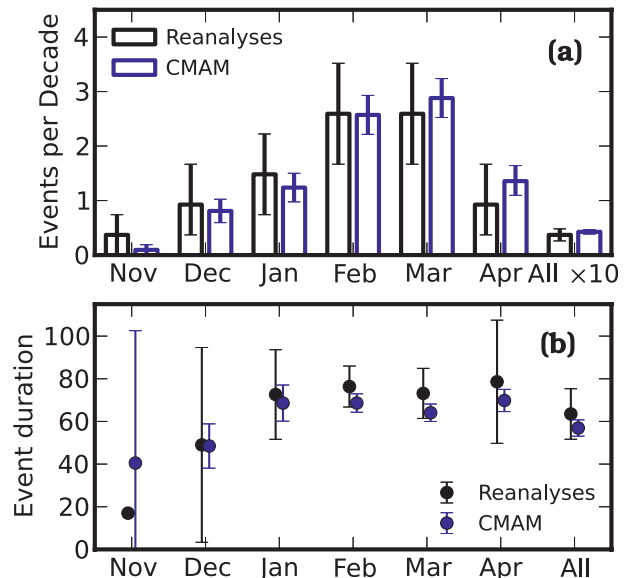 4
3
2
1
0
Events per Decade
Reanalyses
CMAM
(a)
Nov Dec Jan Feb Mar Apr All ×10
100
80
60
40
20
0
Event duration
(b)
Reanalyses
CMAM
Nov Dec Jan Feb Mar Apr All